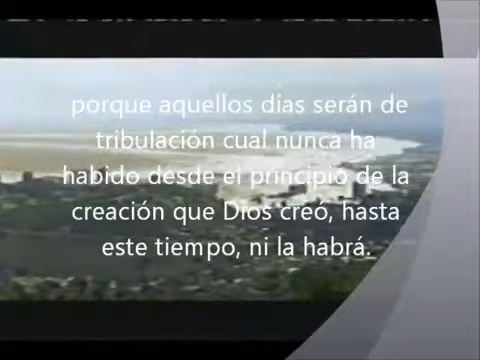 porque aquellos dias serán de
tribulación cual nunca ha
habido desde el principio de la
creación que Dios creó, hasta
este tiempo, ni la habrá.